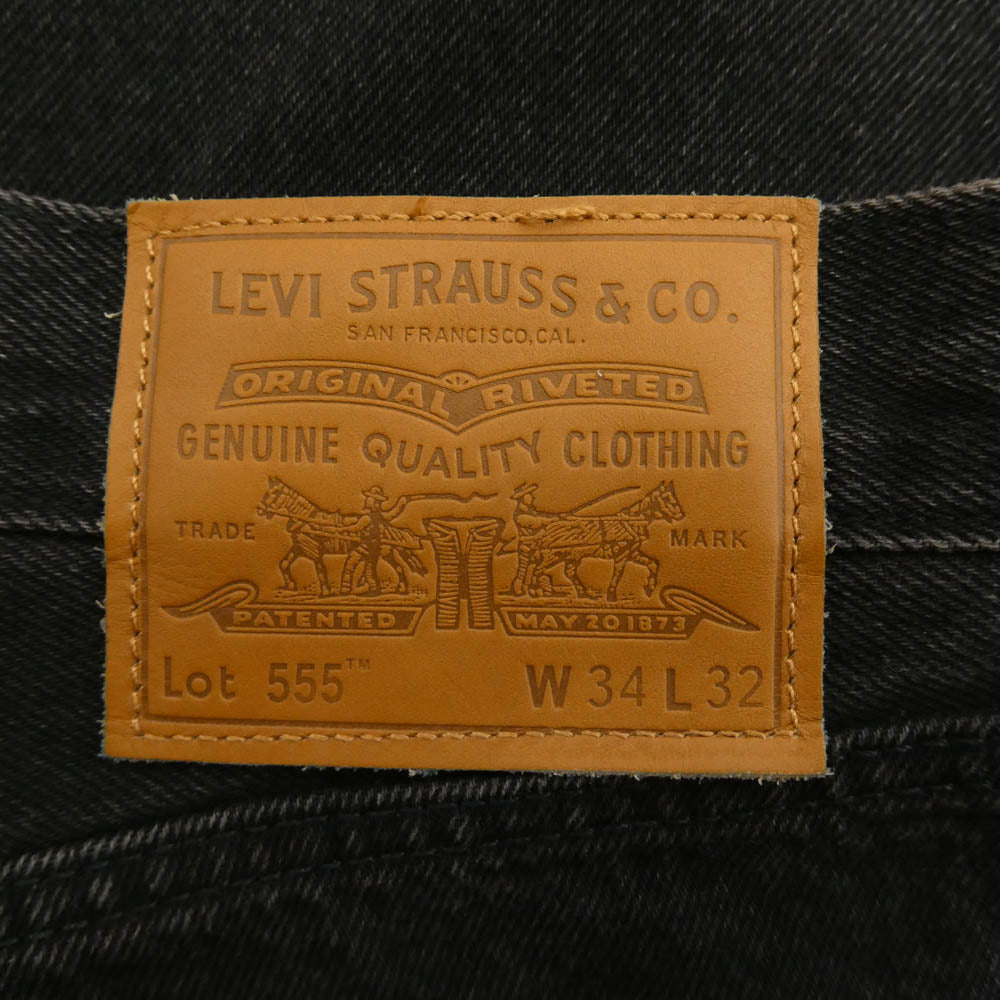 LEVI STRAUSS & CO.
SAN FRANCISCO, CAL.
ORIGINAL RIVETED
GENUINE QUALITY CLOTHING
TRADE MARK
PATENTED MAY 20 1873
Lot 555™ W 34 L 32